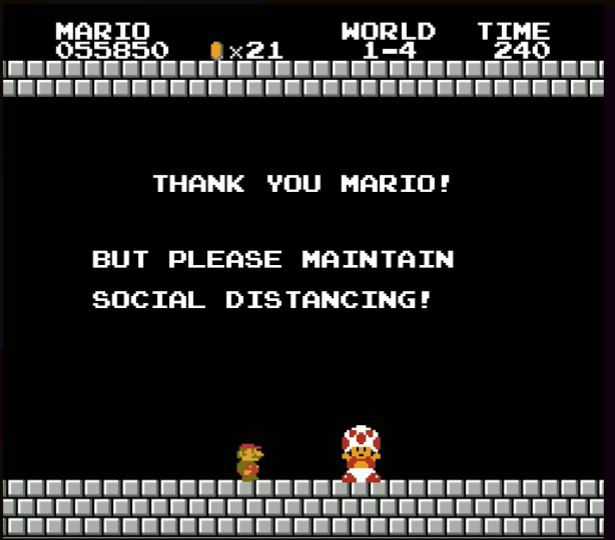 MARIO WORLD TIME
055850 ×21 1-4 240
THANK YOU MARIO!
BUT PLEASE MAINTAIN
SOCIAL DISTANCING!